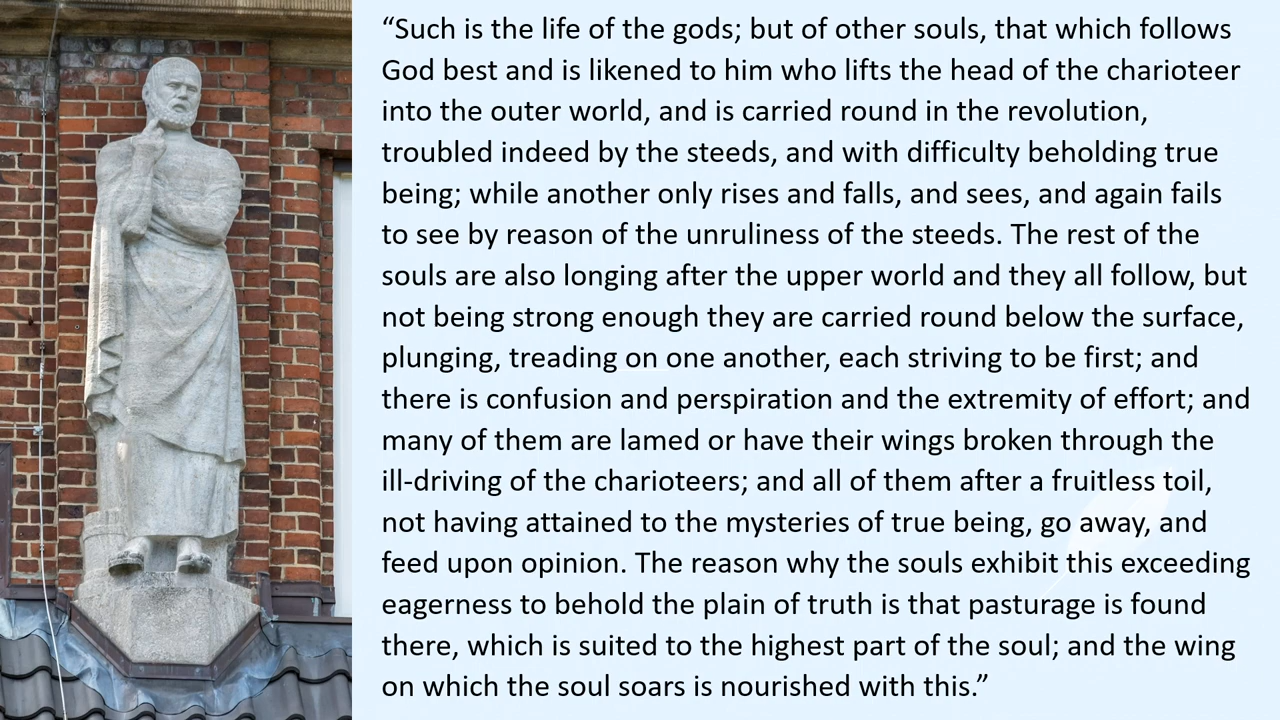 “Such is the life of the gods; but of other souls, that which follows
God best and is likened to him who lifts the head of the charioteer
into the outer world, and is carried round in the revolution,
troubled indeed by the steeds, and with difficulty beholding true
being; while another only rises and falls, and sees, and again fails
to see by reason of the unruliness of the steeds. The rest of the
souls are also longing after the upper world and they all follow, but
not being strong enough they are carried round below the surface,
plunging, treading on one another, each striving to be first; and
there is confusion and perspiration and the extremity of effort; and
many of them are lamed or have their wings broken through the
ill-driving of the charioteers; and all of them after a fruitless toil,
not having attained to the mysteries of true being, go away, and
feed upon opinion. The reason why the souls exhibit this exceeding
eagerness to behold the plain of truth is that pasturage is found
there, which is suited to the highest part of the soul; and the wing
on which the soul soars is nourished with this.”